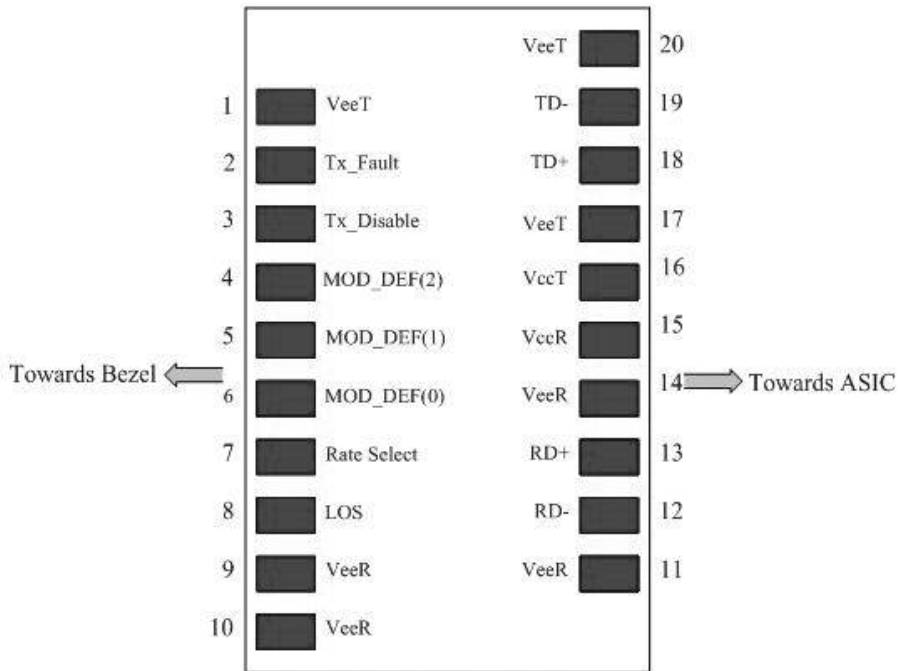 VeeT 20
1 VeeT TD- 19
2 Tx_Fault TD+ 18
3 Tx_Disable VeeT 17
4 MOD_DEF(2) VccT 16
5 MOD_DEF(1) VccR 15
Towards Bezel
6 MOD_DEF(0) VeeR 14
Towards ASIC
7 Rate Select RD+ 13
8 LOS RD- 12
9 VeeR VeeR 11
10 VeeR